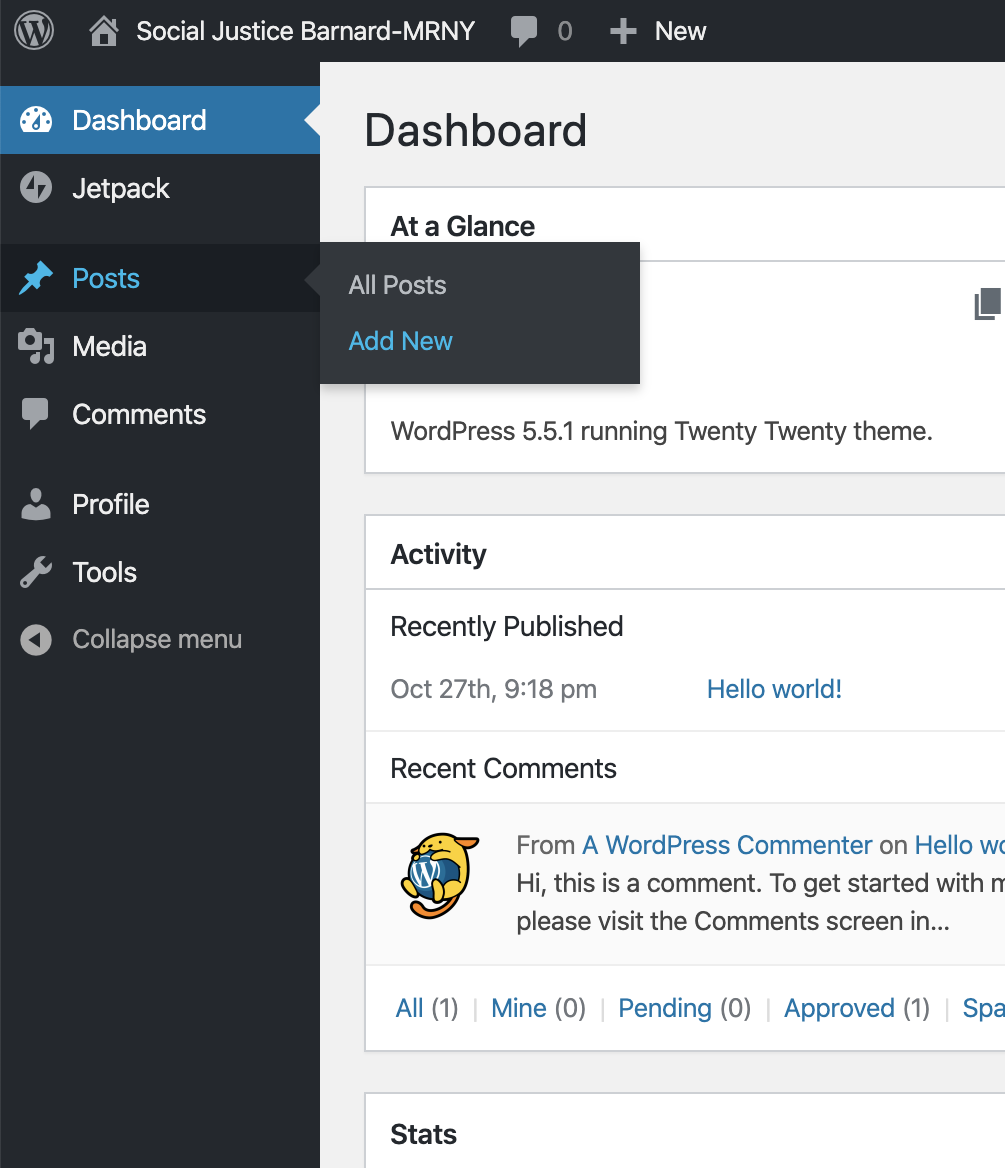 Social Justice Barnard-MRNY 0 New
Dashboard
Jetpack
Posts
All Posts
Add New
Media
Comments
Profile
Tools
Collapse menu
Dashboard
At a Glance
WordPress 5.5.1 running Twenty Twenty theme.
Activity
Recently Published
Oct 27th, 9:18 pm Hello world!
Recent Comments
From A WordPress Commenter on Hello wo
Hi, this is a comment. To get started with m
please visit the Comments screen in...
All (1) | Mine (0) | Pending (0) | Approved (1) | Spa
Stats